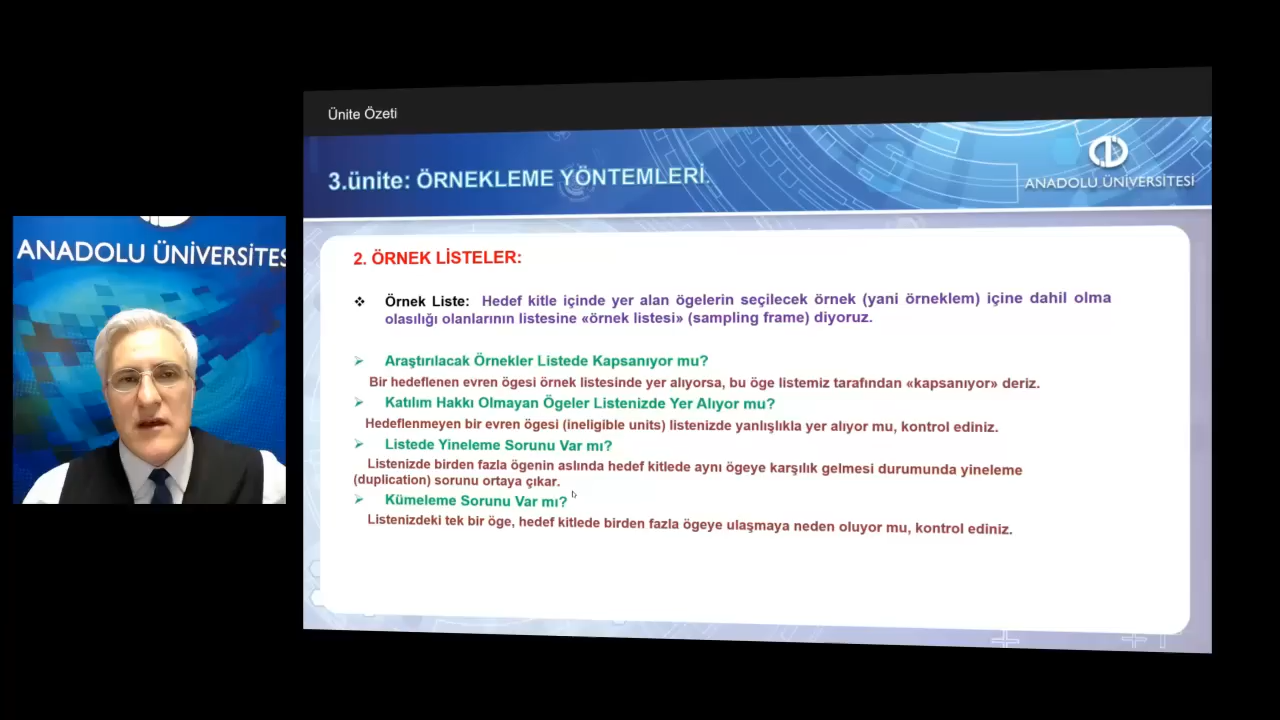 Ünite Özeti
3.ünite: ÖRNEKLEME YÖNTEMLERİ.
ANADOLU ÜNİVERSİTESİ
ANADOLU ÜNİVERSİTES
2. ÖRNEK LİSTELER:
❖ Örnek Liste: Hedef kitle içinde yer alan ögelerin seçilecek örnek (yani örneklem) içine dahil olma
olasılığı olanlarının listesine «örnek listesi» (sampling frame) diyoruz.
➢ Araştırılacak Örnekler Listede Kapsanıyor mu?
Bir hedeflenen evren ögesi örnek listesinde yer alıyorsa, bu öge listemiz tarafından «kapsanıyor» deriz.
➢ Katılım Hakkı Olmayan Ögeler Listenizde Yer Alıyor mu?
Hedeflenmeyen bir evren ögesi (ineligible units) listenizde yanlışlıkla yer alıyor mu, kontrol ediniz.
➢ Listede Yineleme Sorunu Var mı?
Listenizde birden fazla ögenin aslında hedef kitlede aynı ögeye karşılık gelmesi durumunda yineleme
(duplication) sorunu ortaya çıkar.
➢ Kümeleme Sorunu Var mı?
Listenizdeki tek bir öge, hedef kitlede birden fazla ögeye ulaşmaya neden oluyor mu, kontrol ediniz.